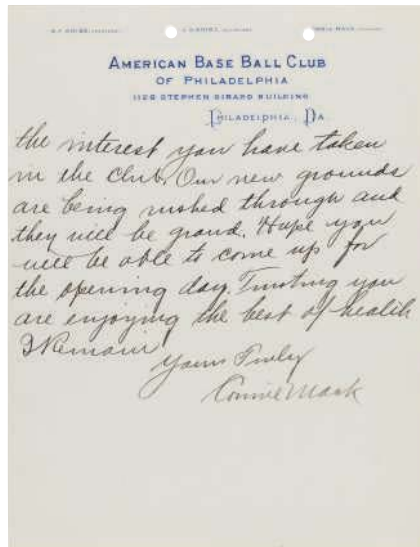 AMERICAN BASE BALL CLUB
OF PHILADELPHIA
1126 STEPHEN GIRARD BUILDING
PHILADELPHIA, PA
the interest you have taken
in the Club. Our new grounds
are being rushed through and
they will be grand. Hope you
will be able to come up for
the opening day. Trusting you
are enjoying the best of health
I Remain
Yours Truly
Connie Mack